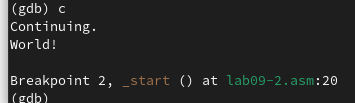 (gdb) c
Continuing.
World!
Breakpoint 2, _start () at lab09-2.asm:20
(gdb)